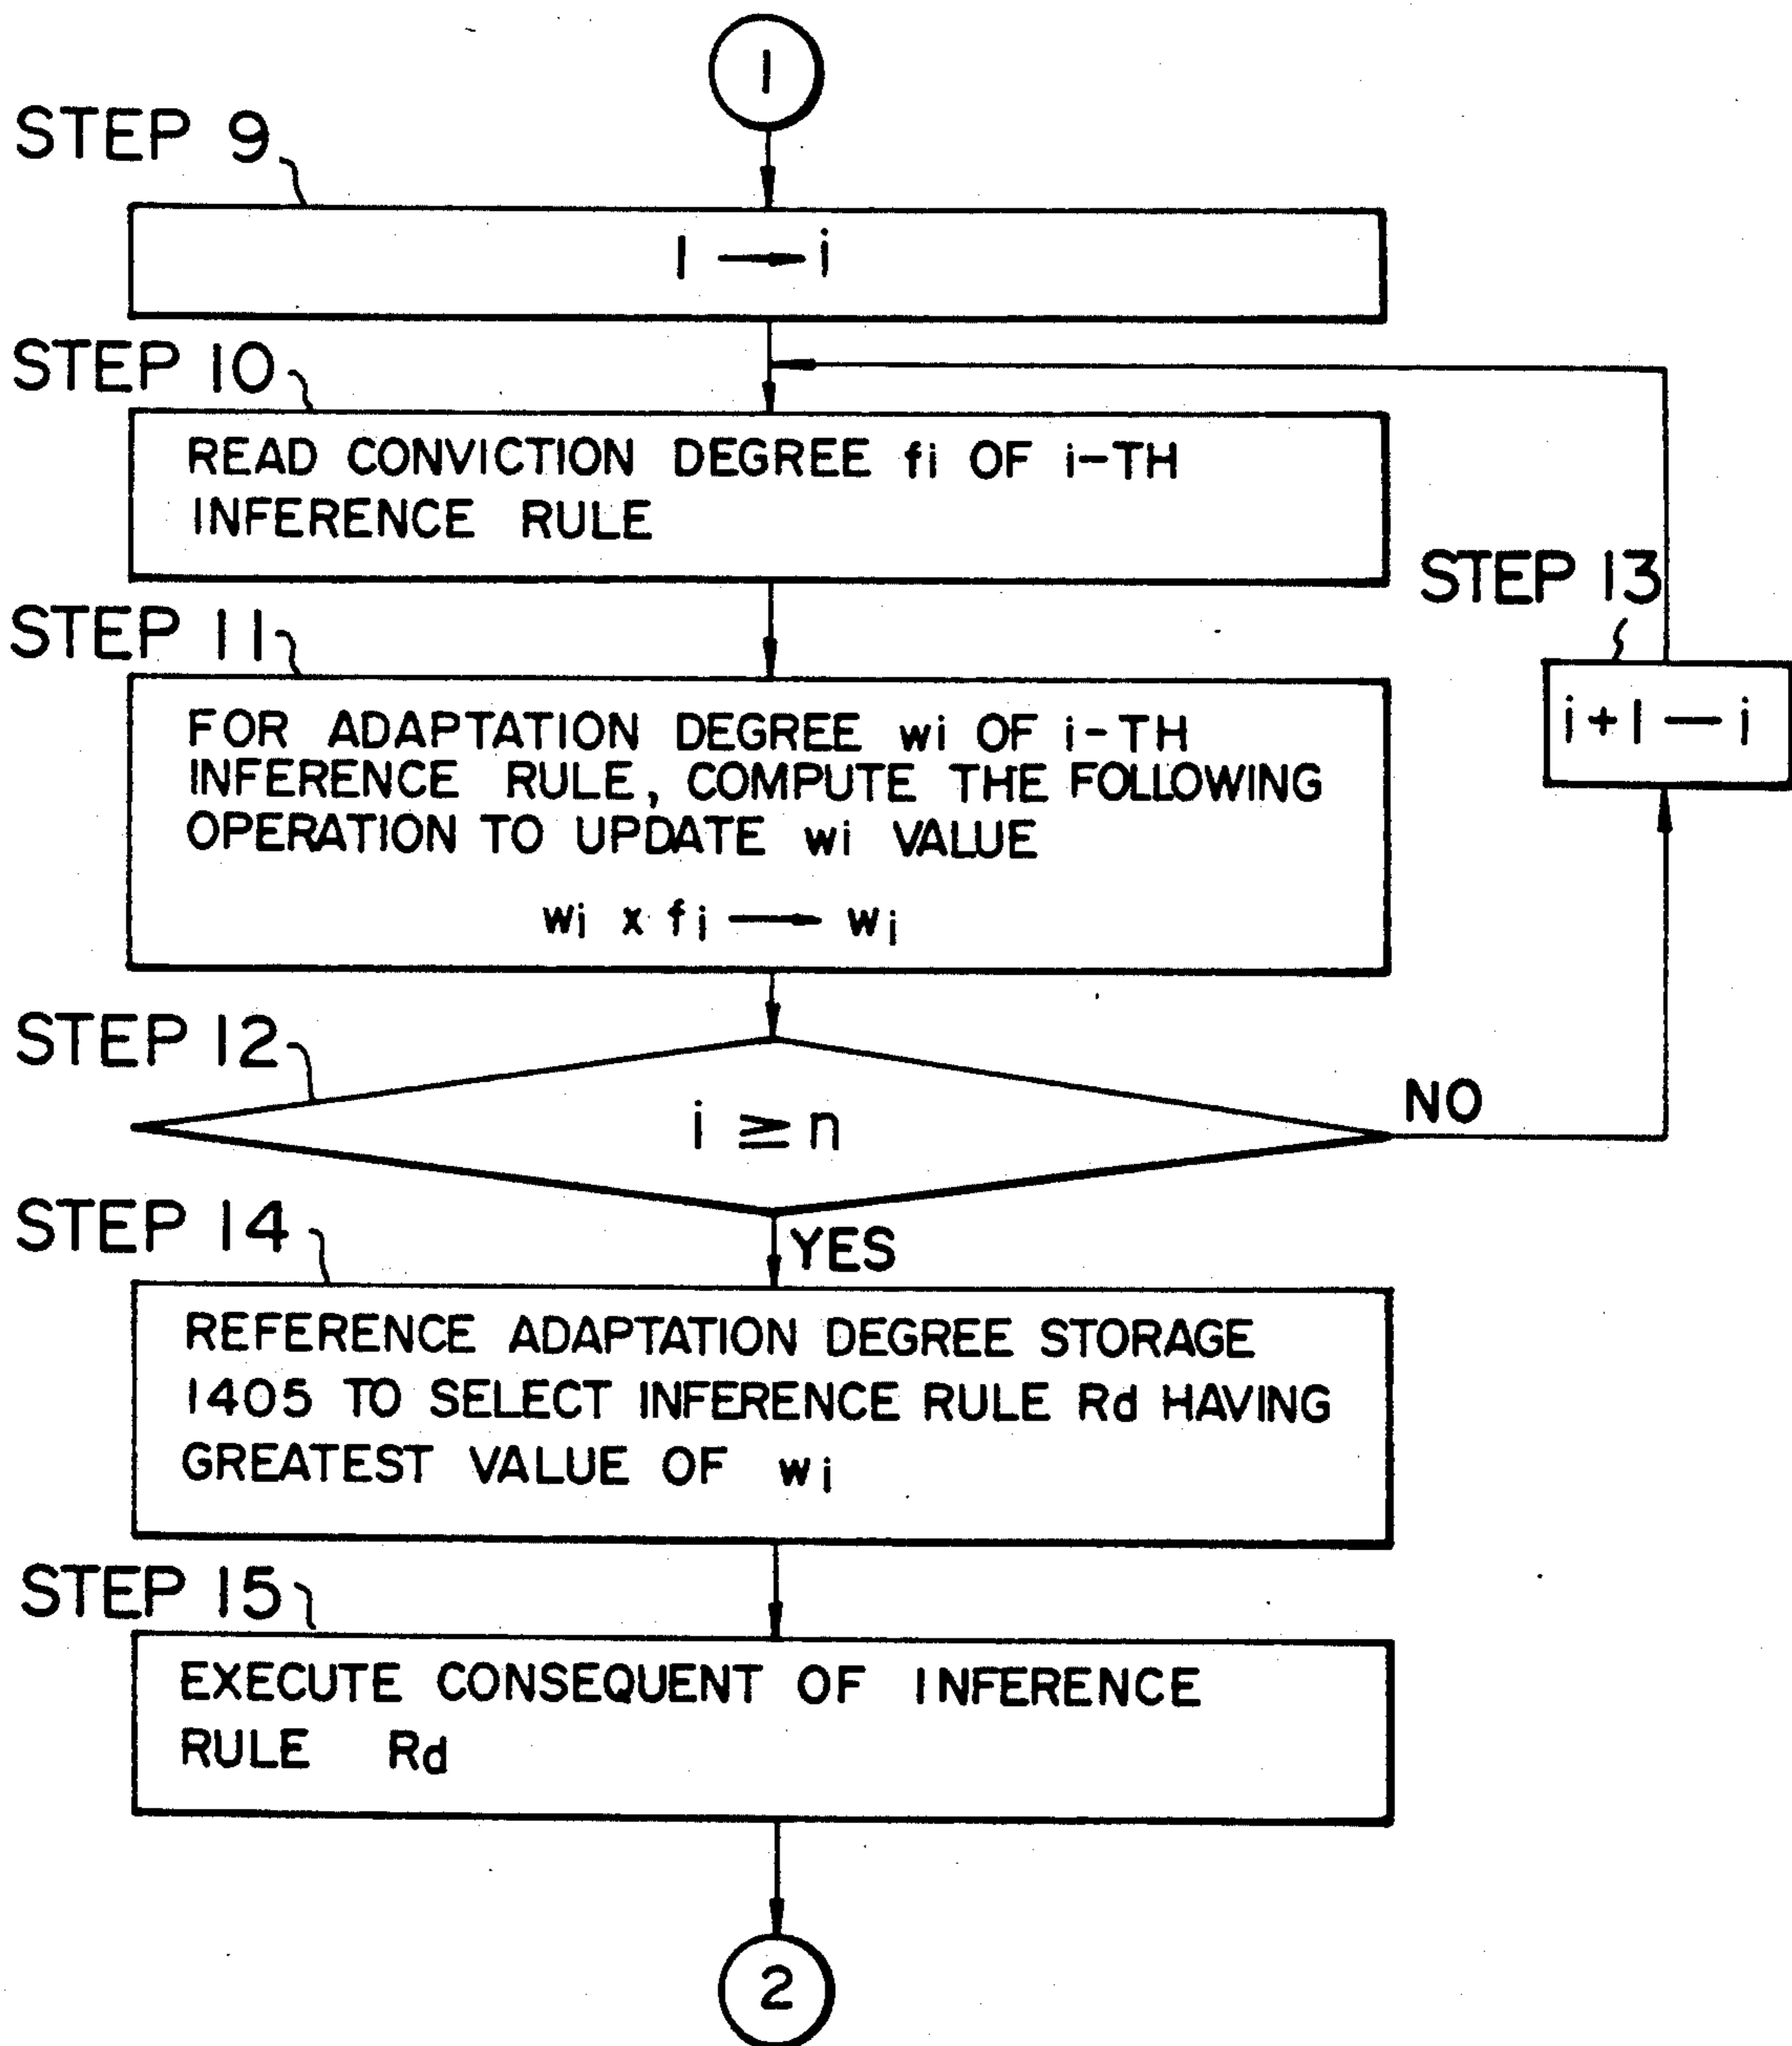 1
STEP 9
1 → i
STEP 10
READ CONVICTION DEGREE fi OF i-TH
INFERENCE RULE
STEP 13
i+1 — i
STEP 11
FOR ADAPTATION DEGREE wi OF i-TH
INFERENCE RULE, COMPUTE THE FOLLOWING
OPERATION TO UPDATE wi VALUE
wi x fi → wi
STEP 12
i ≧ n
NO
YES
STEP 14
REFERENCE ADAPTATION DEGREE STORAGE
1405 TO SELECT INFERENCE RULE Rd HAVING
GREATEST VALUE OF wi
STEP 15
EXECUTE CONSEQUENT OF INFERENCE
RULE Rd
2